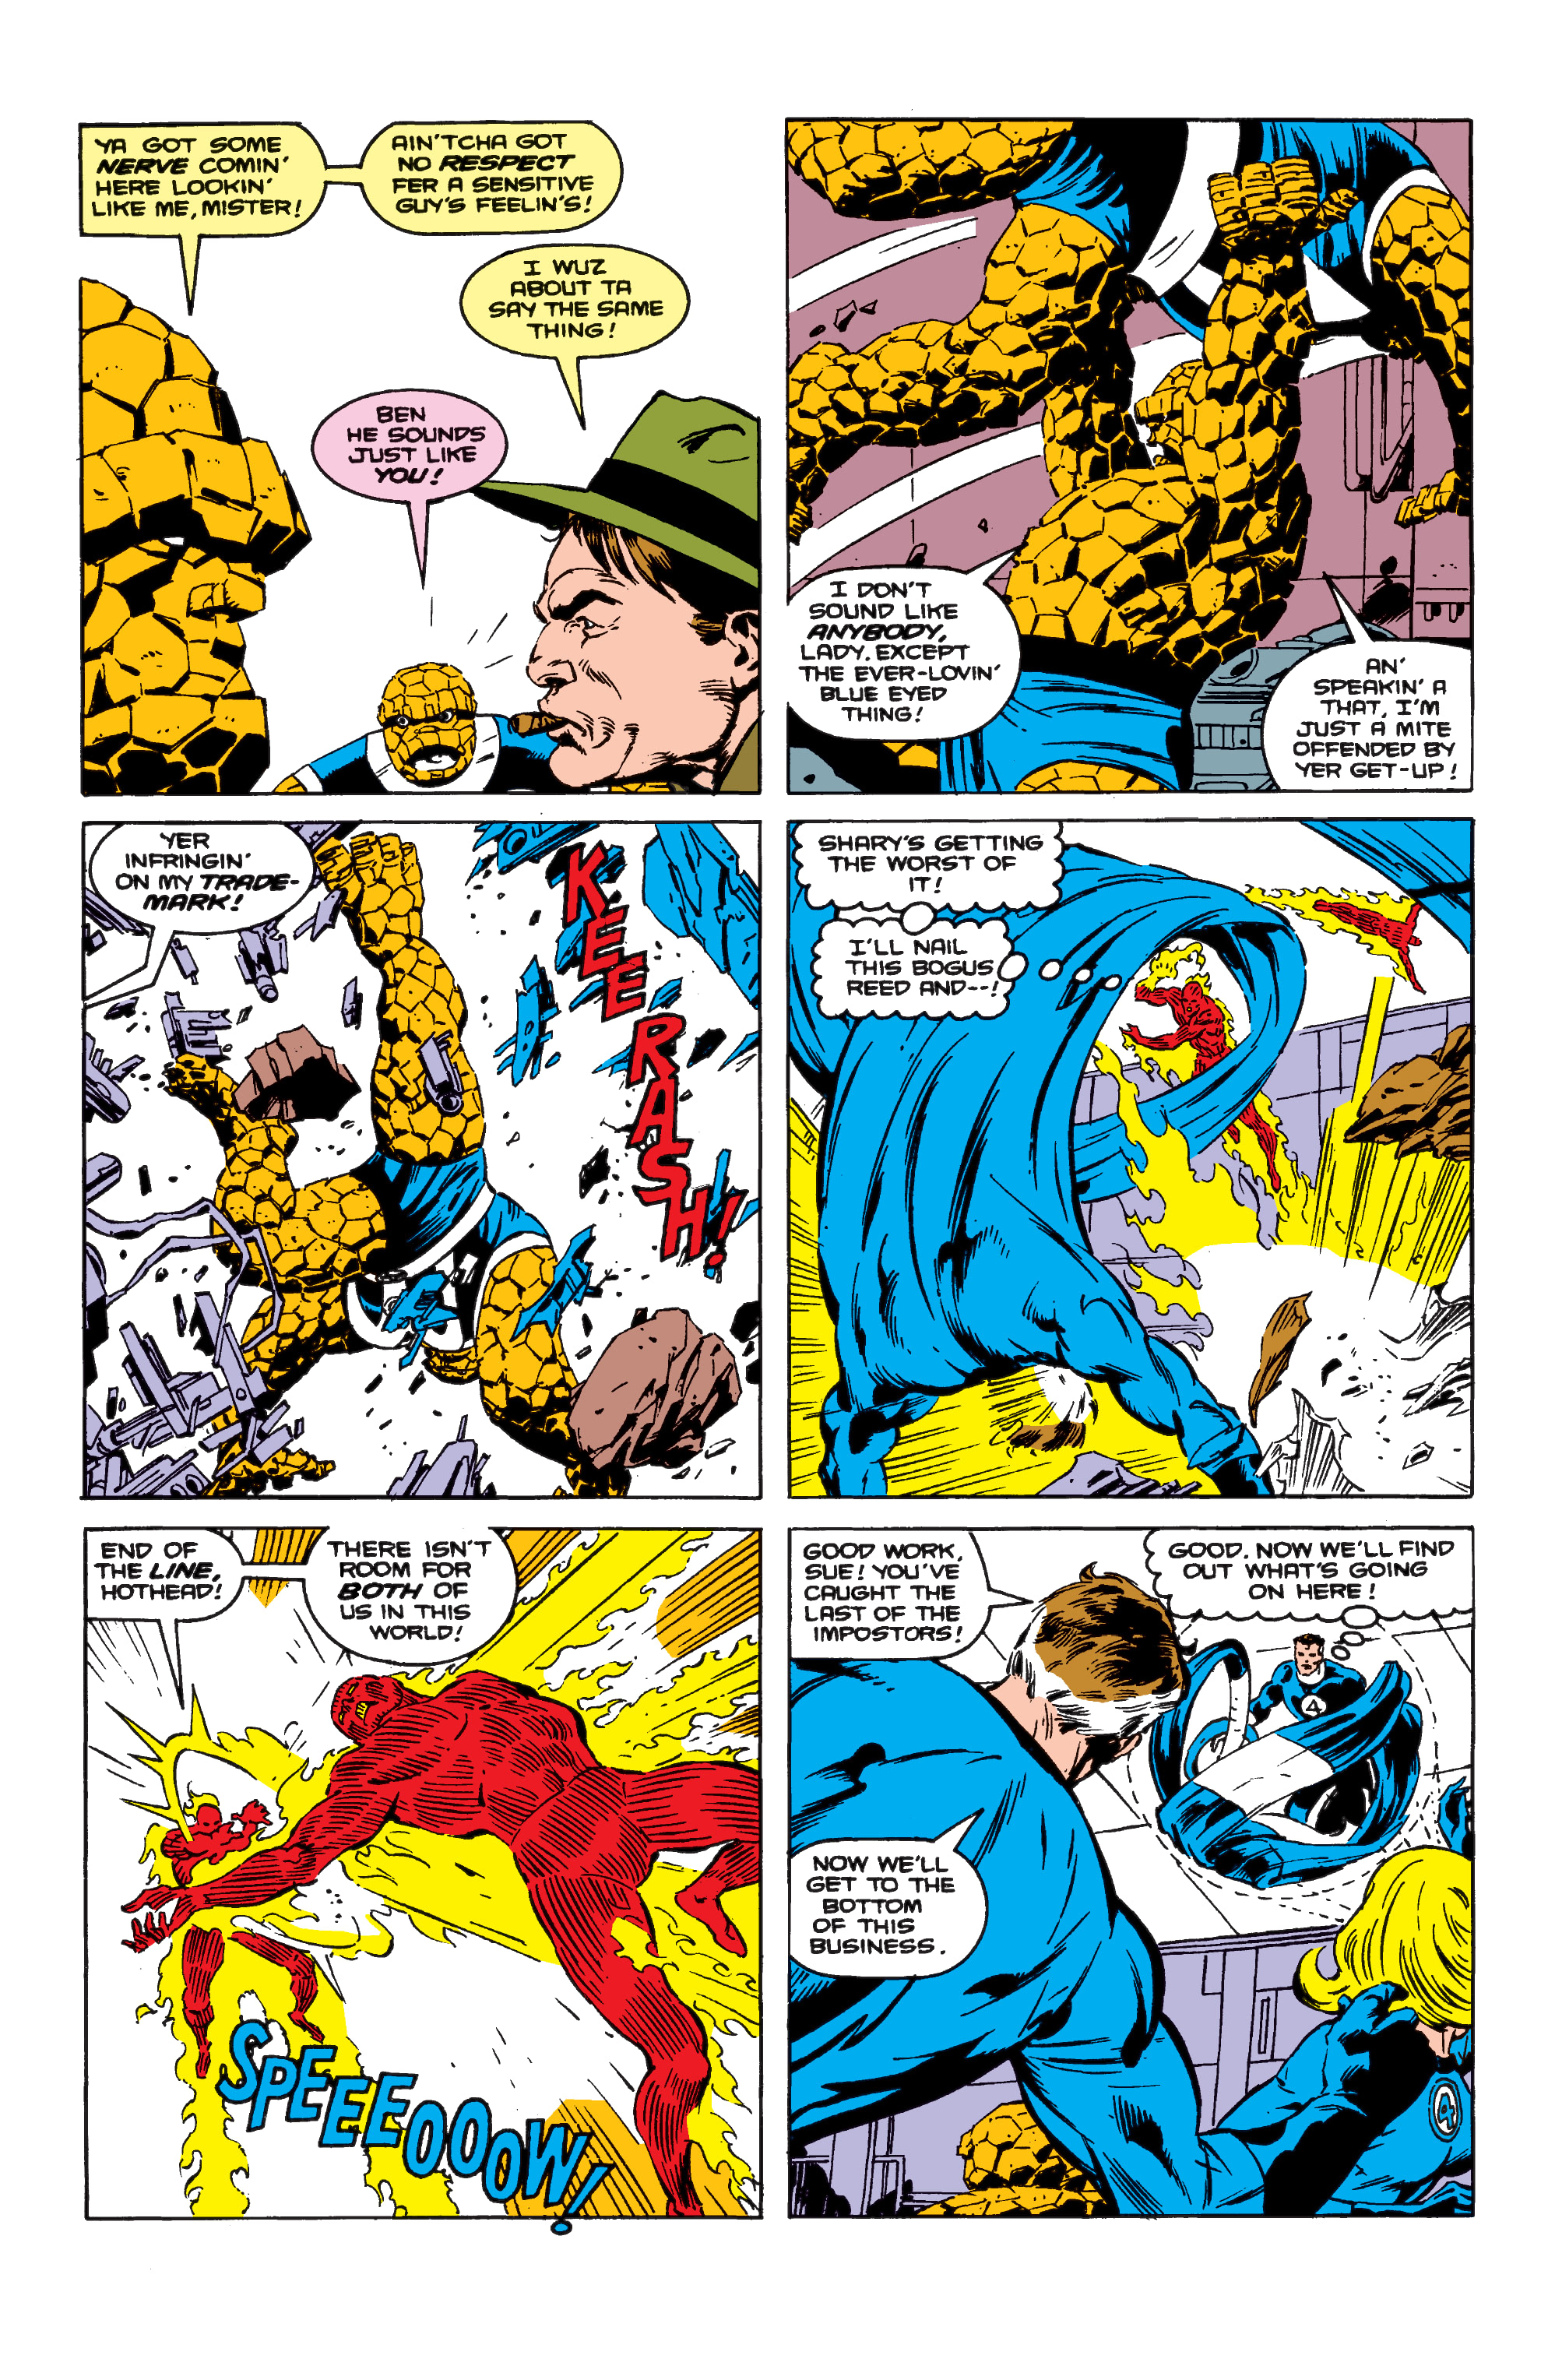 YA GOT SOME
NERVE COMIN'
HERE LOOKIN'
LIKE ME, MISTER!
AIN'TCHA GOT
NO RESPECT
FER A SENSITIVE
GUY'S FEELIN'S!
I WUZ
ABOUT TA
SAY THE SAME
THING!
BEN
HE SOUNDS
JUST LIKE
YOU!
I DON'T
SOUND LIKE
ANYBODY,
LADY, EXCEPT
THE EVER-LOVIN'
BLUE EYED
THING!
AN'
SPEAKIN' A
THAT, I'M
JUST A MITE
OFFENDED BY
YER GET-UP!
YER
INFRINGIN'
ON MY TRADE-
MARK!
KEERASH!
SHARY'S GETTING
THE WORST OF
IT!
I'LL NAIL
THIS BOGUS
REED AND--!
END OF
THE LINE,
HOTHEAD!
THERE ISN'T
ROOM FOR
BOTH OF
US IN THIS
WORLD!
SPEEEOOOW!
GOOD WORK,
SUE! YOU'VE
CAUGHT THE
LAST OF THE
IMPOSTORS!
GOOD. NOW WE'LL FIND
OUT WHAT'S GOING
ON HERE!
4
NOW WE'LL
GET TO THE
BOTTOM
OF THIS
BUSINESS.
4